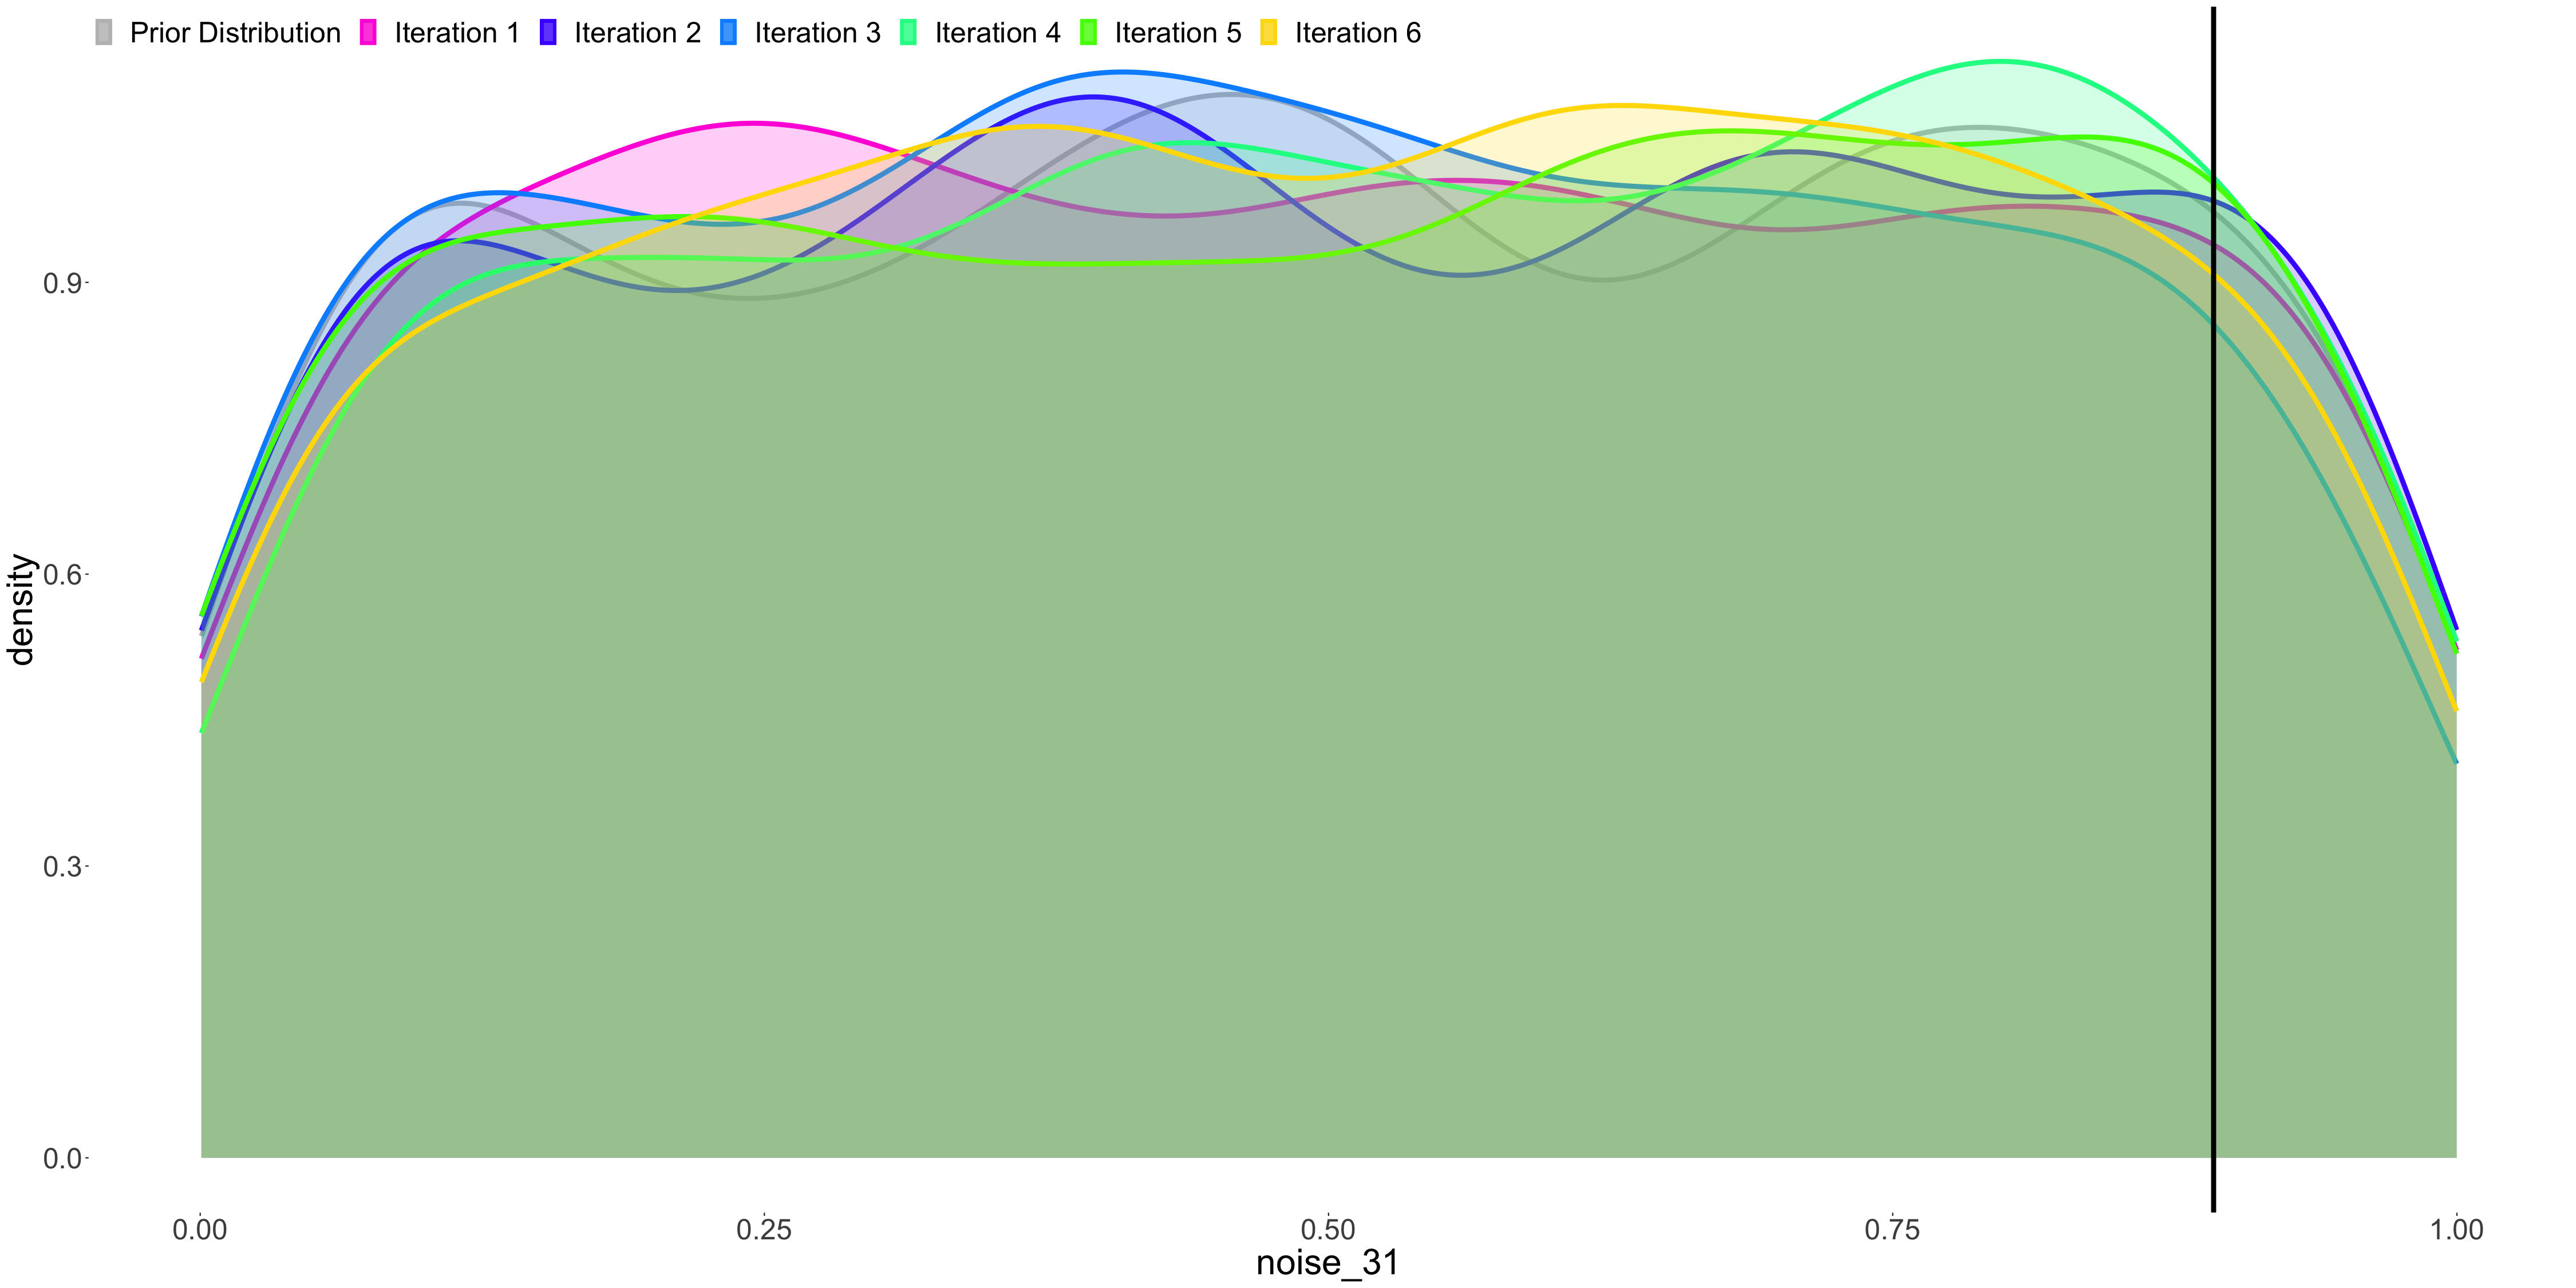 Prior Distribution Iteration 1 Iteration 2 Iteration 3 Iteration 4 Iteration 5 Iteration 6
density
0.9
0.6
0.3
0.0
0.00 0.25 0.50 0.75 1.00
noise_31